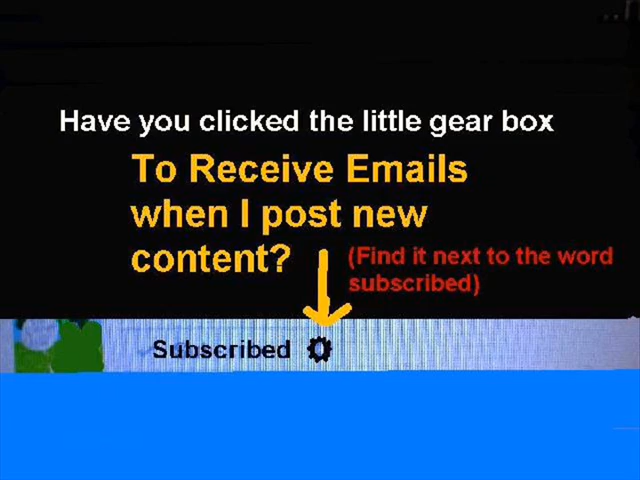 Have you clicked the little gear box
To Receive Emails
when I post new
content?
(Find it next to the word
subscribed)
Subscribed